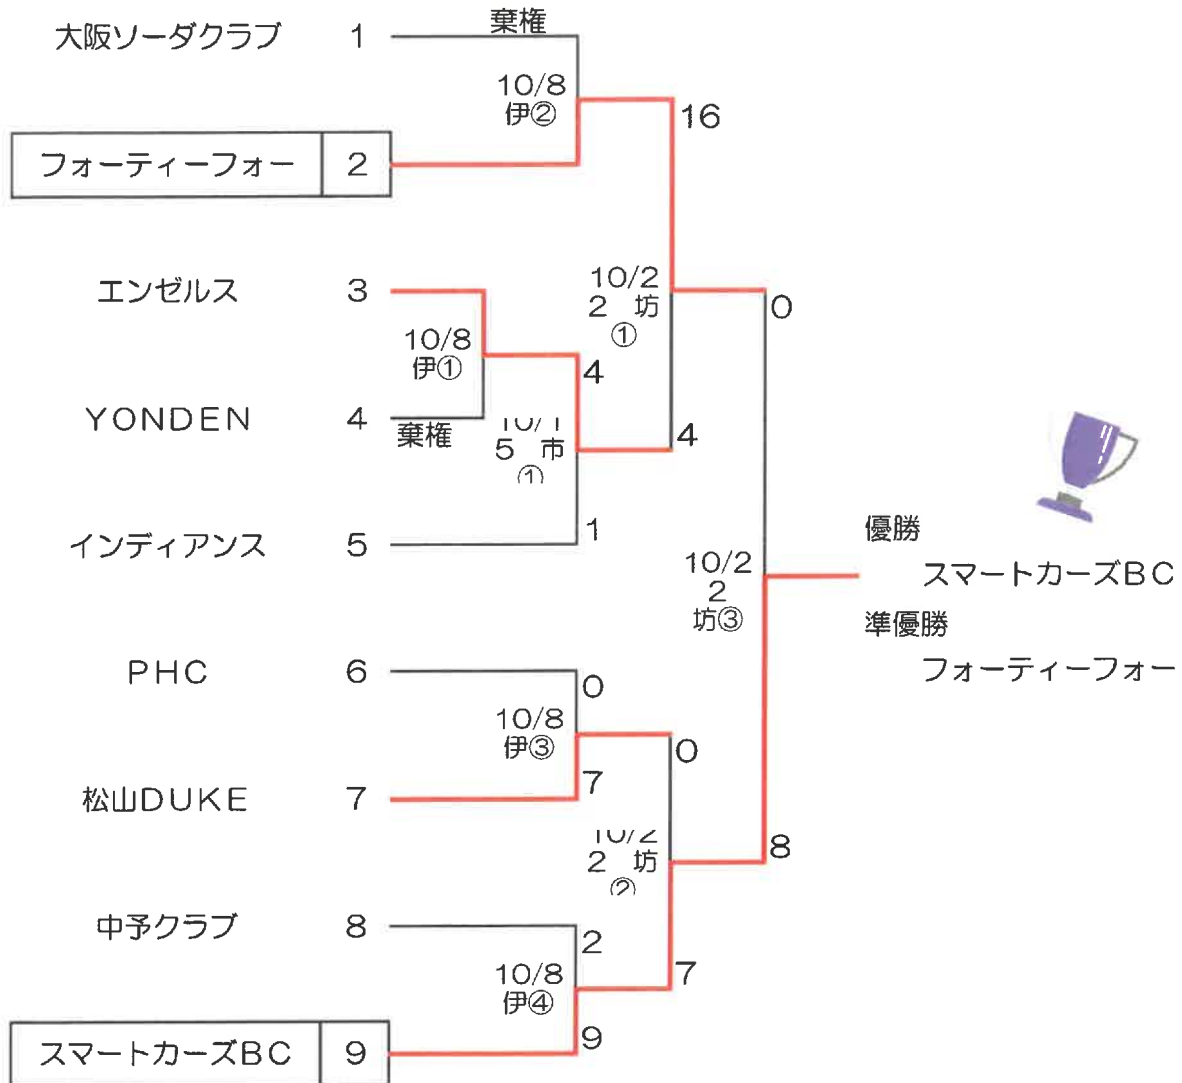 棄権
大阪ソーダクラブ 1
10/8
伊②
16
フォーティーフォー 2
エンゼルス 3
10/2
2 坊
①
0
10/8
伊①
4
YONDEN 4
棄権
10/1
5 市
①
4
インディアンス 5
1
優勝
10/2
2
坊③
スマートカーズBC
準優勝
フォーティーフォー
PHC 6
0
10/8
伊③
0
松山DUKE 7
7
10/2
2 坊
②
8
中予クラブ 8
2
10/8
伊④
7
スマートカーズBC 9
9